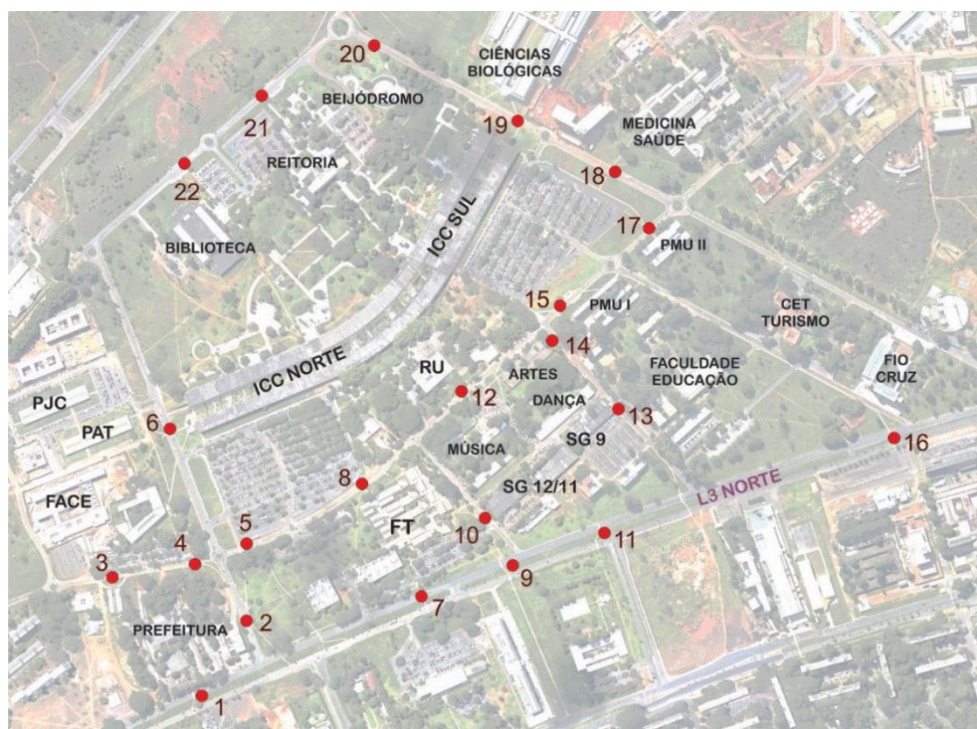 20
CIÊNCIAS
BIOLÓGICAS
BEIJÓDROMO
21
19
MEDICINA
SAÚDE
REITORIA
22
18
ICC SUL
17
BIBLIOTECA
PMU II
15
PMU I
CET
TURISMO
14
ICC NORTE
RU
ARTES
FACULDADE
EDUCAÇÃO
FIO
CRUZ
PJC
12
DANÇA
13
PAT
6
MÚSICA
SG 9
16
8
SG 12/11
L3 NORTE
FACE
5
FT
10
11
4
3
9
7
PREFEITURA
2
1